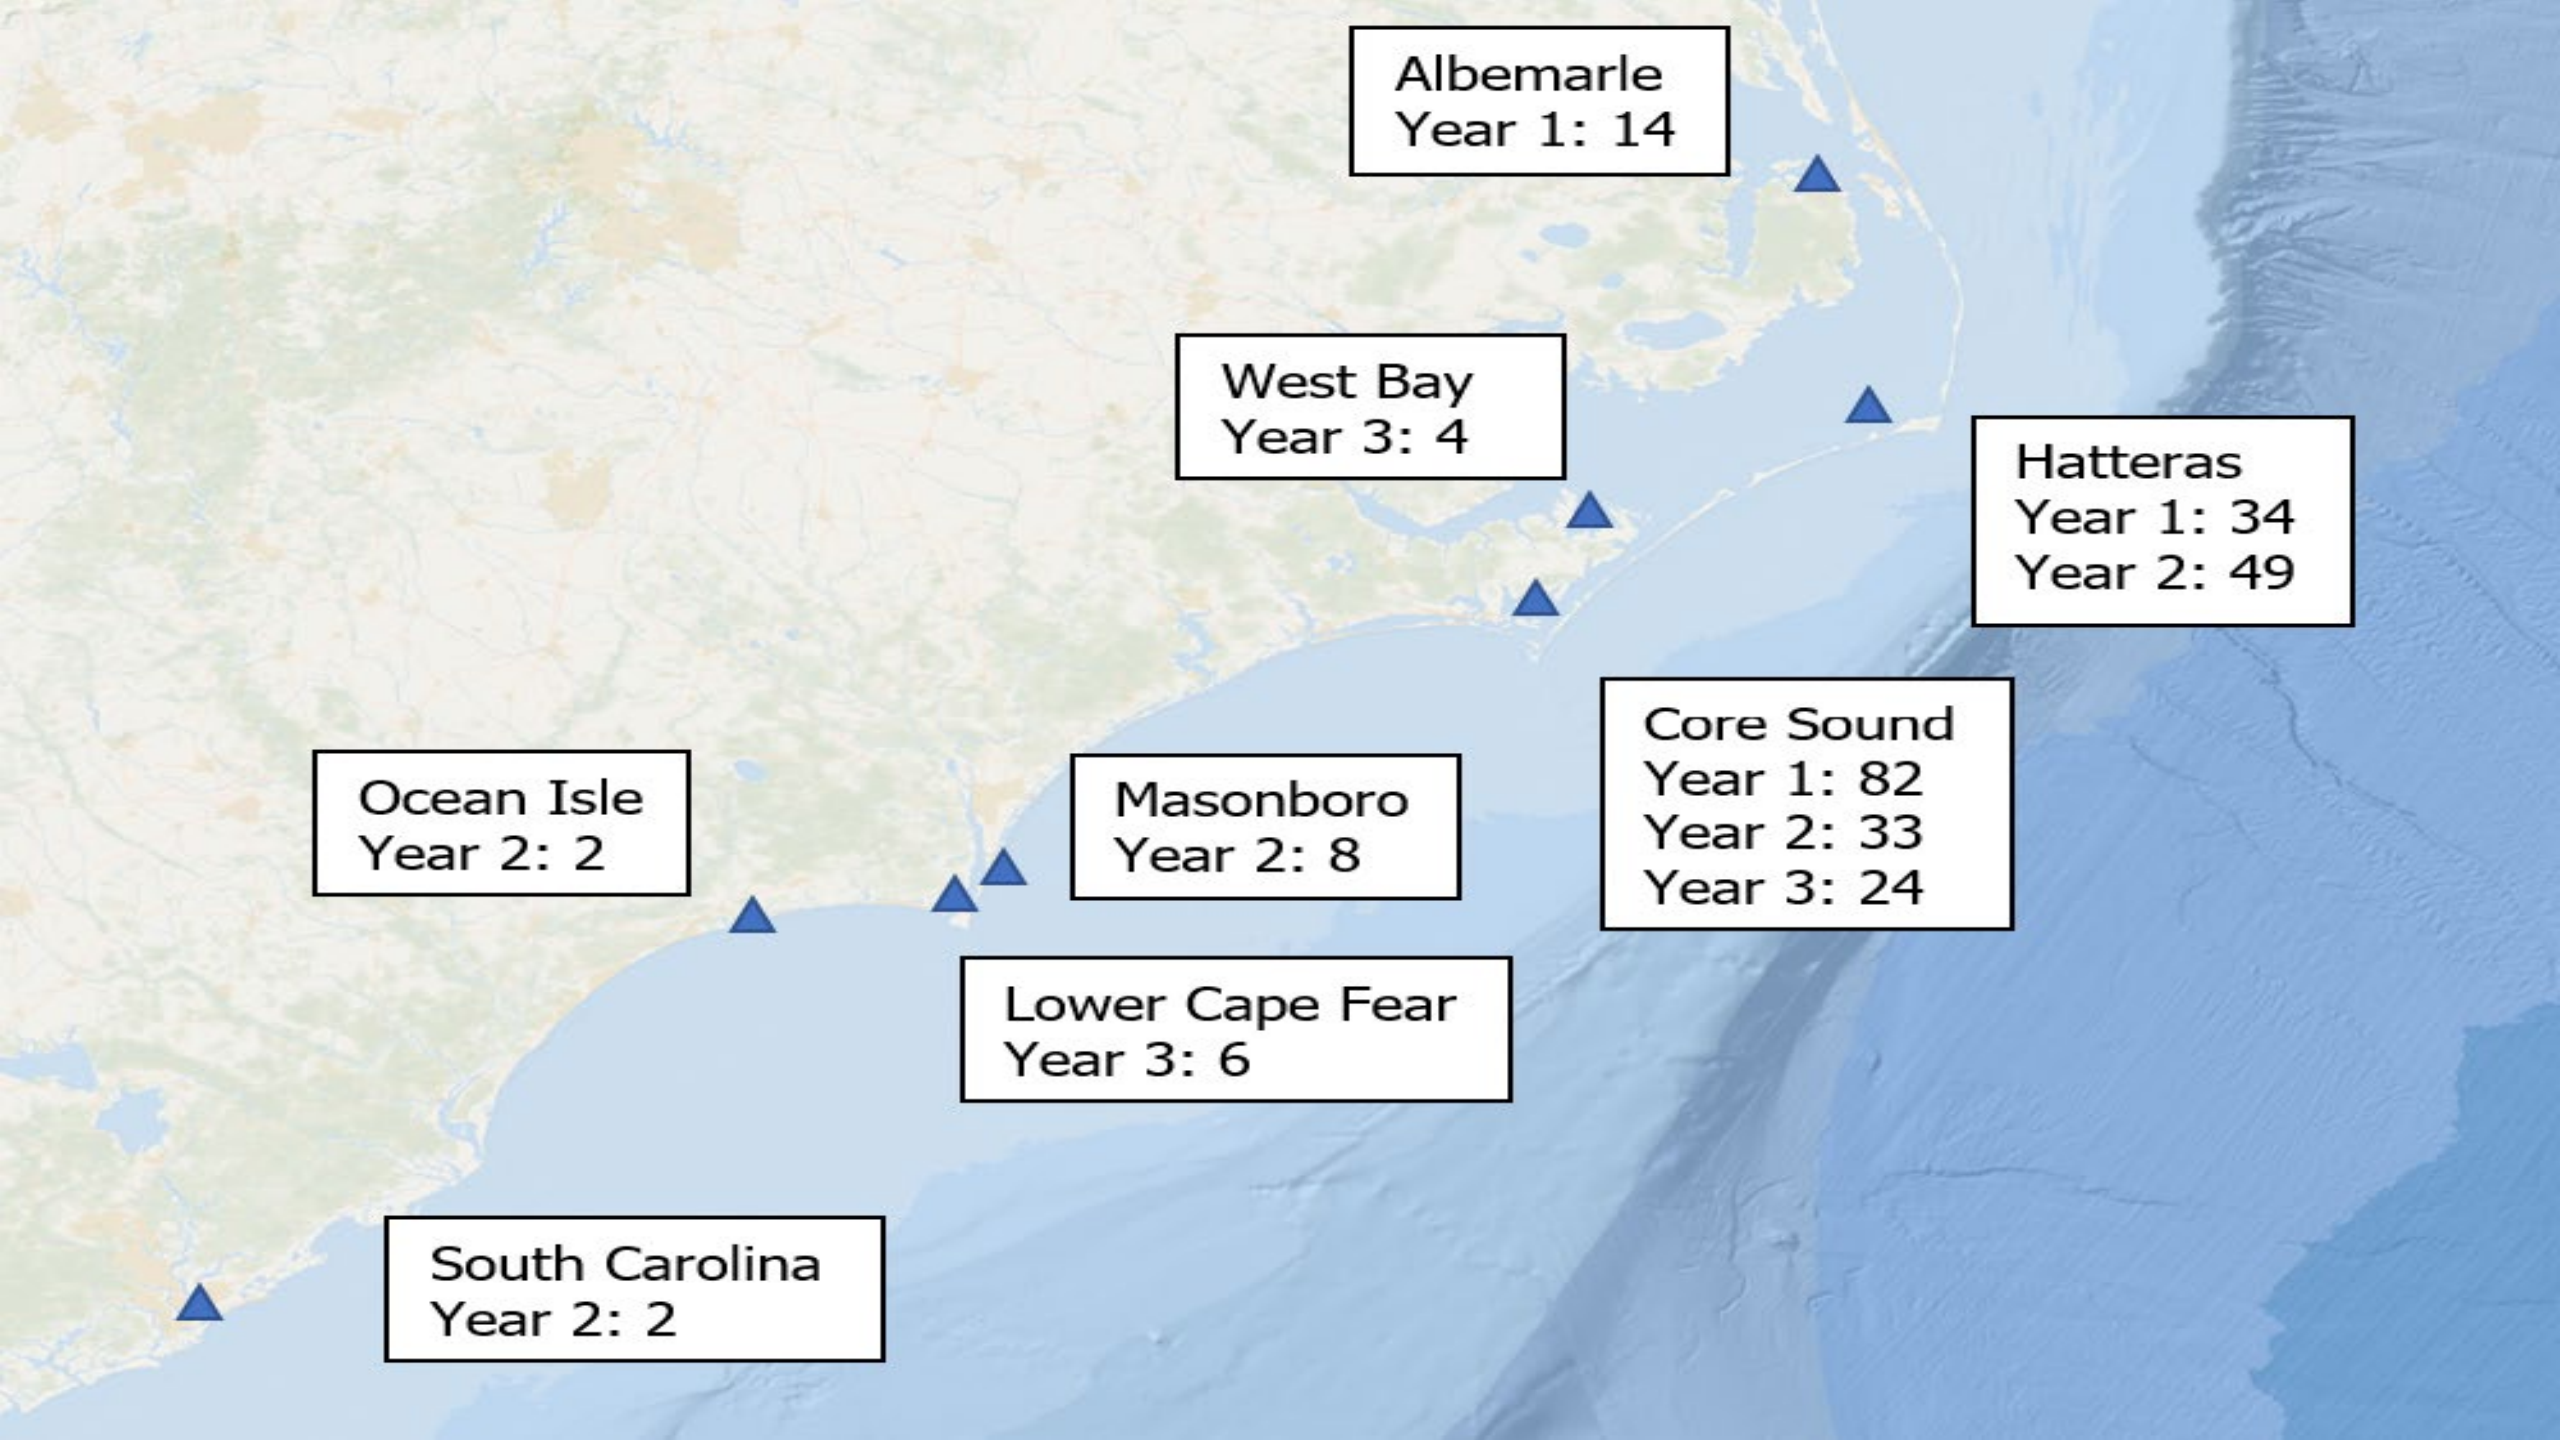 Albemarle
Year 1: 14
West Bay
Year 3: 4
Hatteras
Year 1: 34
Year 2: 49
Core Sound
Year 1: 82
Year 2: 33
Year 3: 24
Ocean Isle
Year 2: 2
Masonboro
Year 2: 8
Lower Cape Fear
Year 3: 6
South Carolina
Year 2: 2